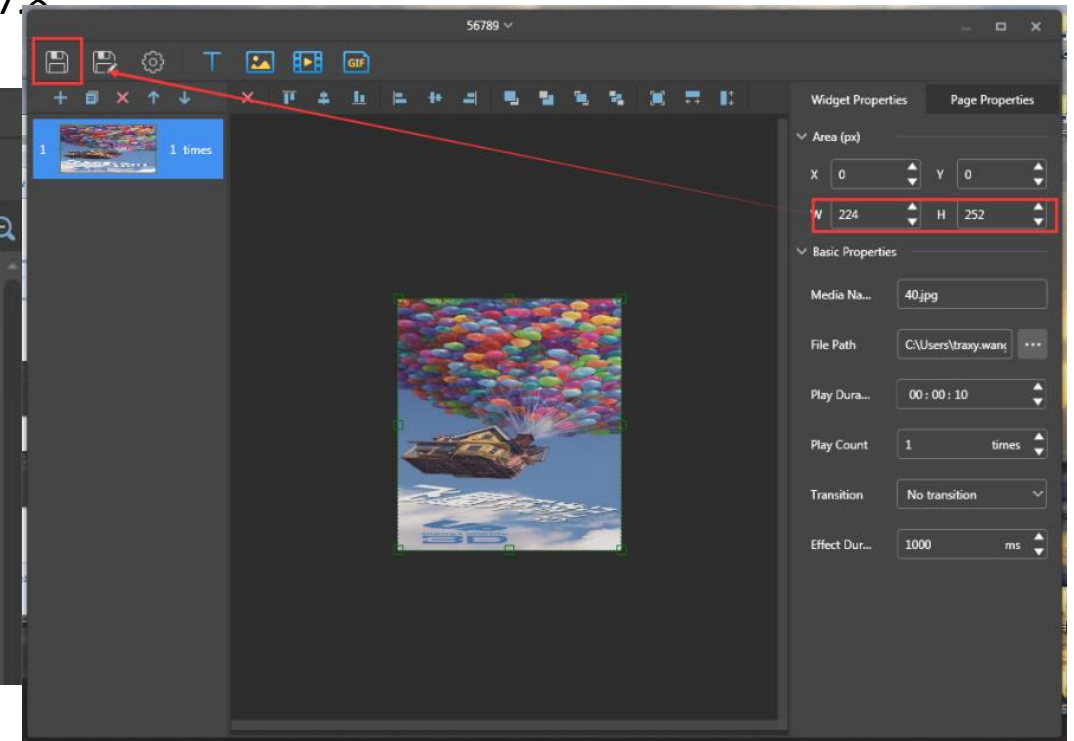 56789
GIF
Widget Properties
Page Properties
1
1 times
Area (px)
X 0 Y 0
W 224 H 252
Basic Properties
Media Na... 40.jpg
File Path C:\Users\traxy.wang
Play Dura... 00 : 00 : 10
Play Count 1 times
Transition No transition
Effect Dur... 1000 ms
3D